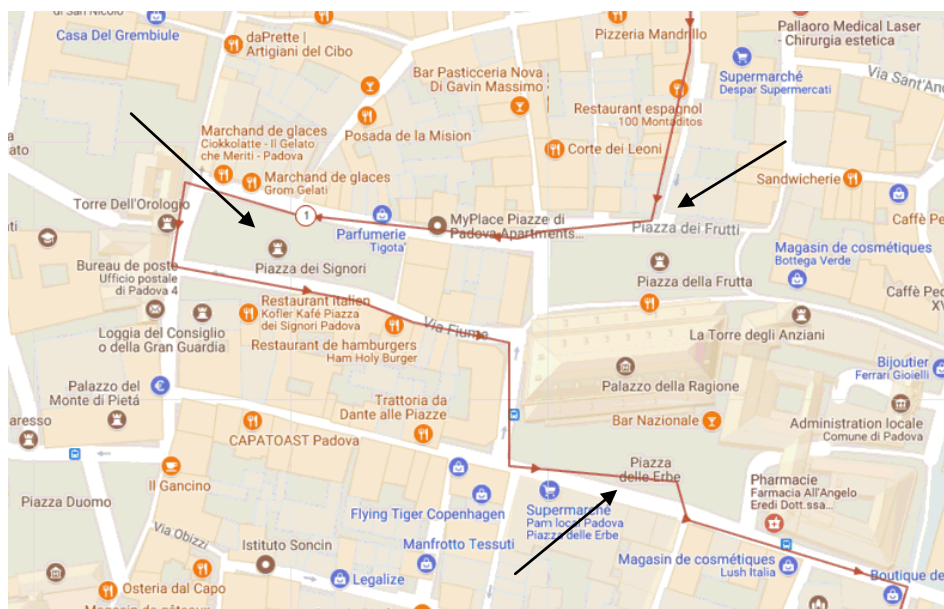 di San Nicolò
Casa Del Grembiule
daPrette |
Artigiani del Cibo
Pizzeria Mandrillo
Pallaoro Medical Laser
- Chirurgia estetica
Bar Pasticceria Nova
Di Gavin Massimo
Supermarché
Despar Supermercati
Via Sant'An
Restaurant espagnol
100 Montaditos
Marchand de glaces
Ciokkolatte - Il Gelato
che Meriti - Padova
Posada de la Mision
Corte dei Leoni
ato
Marchand de glaces
Grom Gelati
Sandwicherie
Torre Dell'Orologio
1
MyPlace Piazze di
Padova Apartments...
Piazza dei Frutti
Caffè Pe
Parfumerie
Tigota'
nti
Magasin de cosmétiques
Bottega Verde
Piazza dei Signori
Bureau de poste
Ufficio postale
di Padova 4
Piazza della Frutta
Caffè Pe
XV
Restaurant italien
Kofler Kafé Piazza
dei Signori Padova
Via Fiume
Loggia del Consiglio
o della Gran Guardia
La Torre degli Anziani
Restaurant de hamburgers
Ham Holy Burger
Bijoutier
Ferrari Gioielli
Palazzo del
Monte di Pietá
Palazzo della Ragione
Trattoria da
Dante alle Piazze
aresso
Bar Nazionale
Administration locale
Comune di Padova
CAPATOAST Padova
Piazza
delle Erbe
Il Gancino
Pharmacie
Farmacia All'Angelo
Eredi Dott.ssa...
Piazza Duomo
Flying Tiger Copenhagen
Supermarché
Pam local Padova
Piazza delle Erbe
Via Obizzi
Istituto Soncin
Manfrotto Tessuti
Magasin de cosmétiques
Lush Italia
Legalize
Boutique de
Osteria dal Capo
Magasin de gâteaux